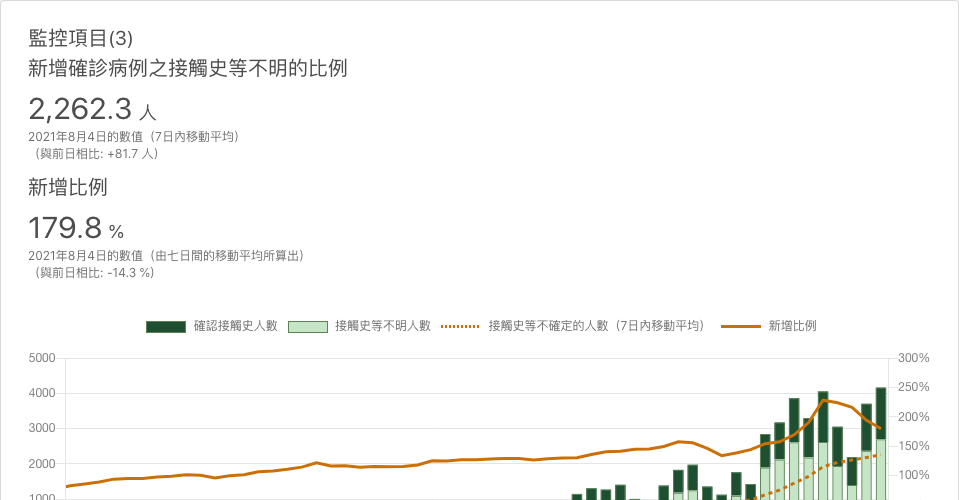 監控項目(3)
新增確診病例之接觸史等不明的比例
2,262.3 人
2021年8月4日的數值（7日內移動平均）
（與前日相比: +81.7 人）
新增比例
179.8 %
2021年8月4日的數值（由七日間的移動平均所算出）
（與前日相比: -14.3 %）
確認接觸史人數 接觸史等不明人數 接觸史等不確定的人數（7日內移動平均） 新增比例
5000 300%
4000 250%
3000 200%
2000 150%
1000 100%